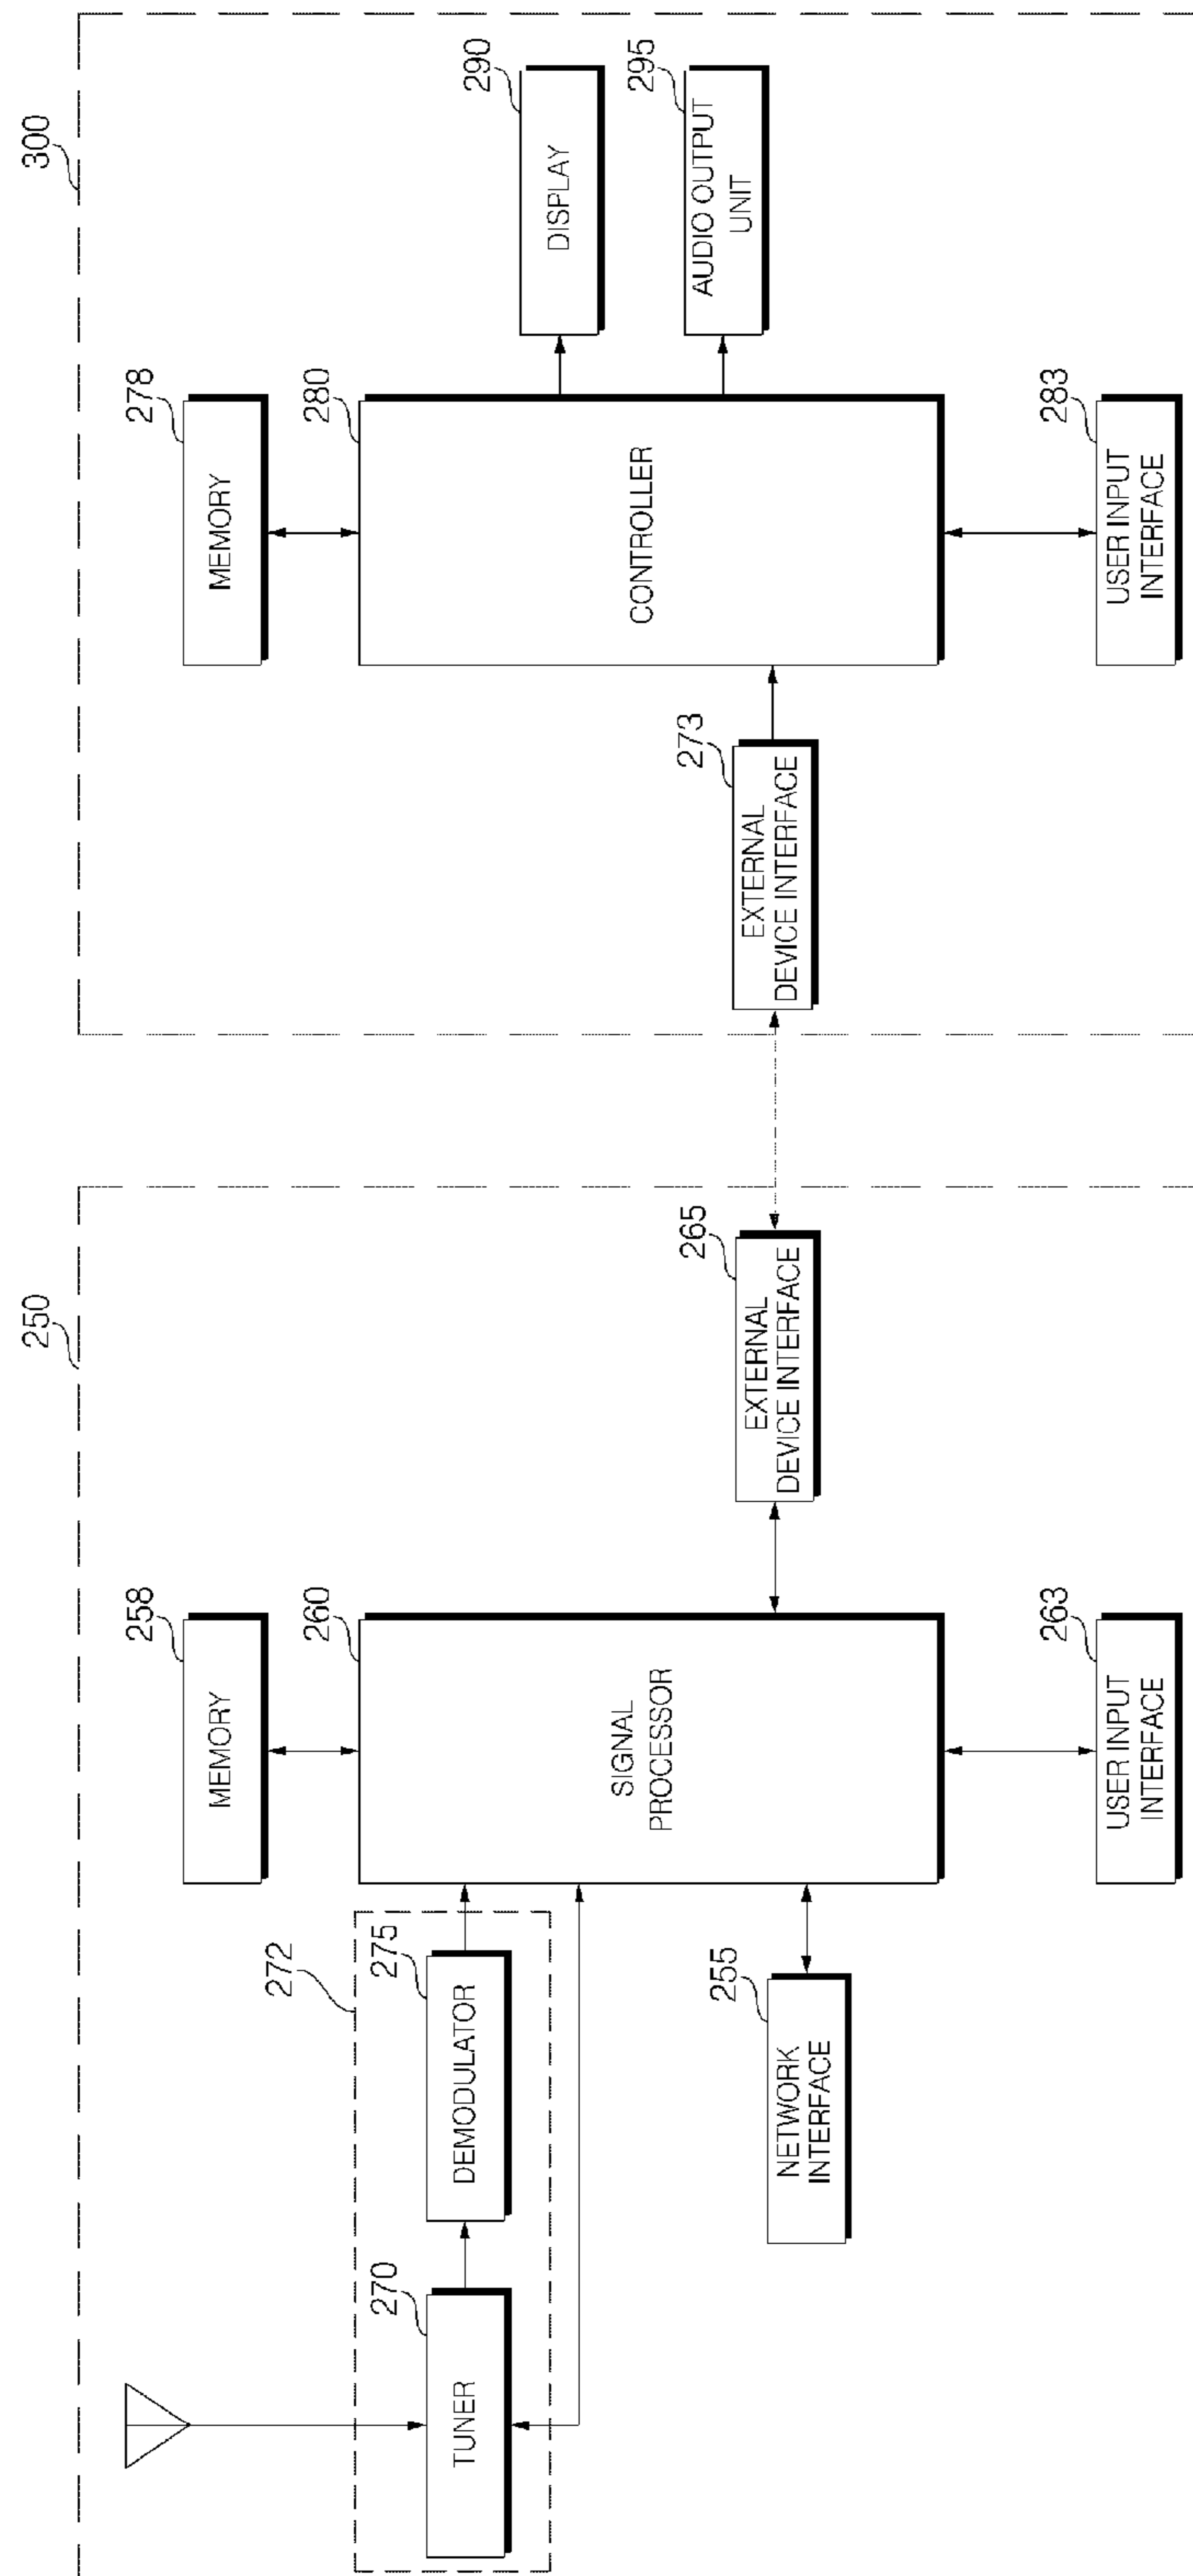 250
300
272
TUNER
270
DEMODULATOR
275
MEMORY
258
SIGNAL
PROCESSOR
260
NETWORK
INTERFACE
255
USER INPUT
INTERFACE
263
EXTERNAL
DEVICE INTERFACE
265
EXTERNAL
DEVICE INTERFACE
273
MEMORY
278
CONTROLLER
280
USER INPUT
INTERFACE
283
DISPLAY
290
AUDIO OUTPUT
UNIT
295